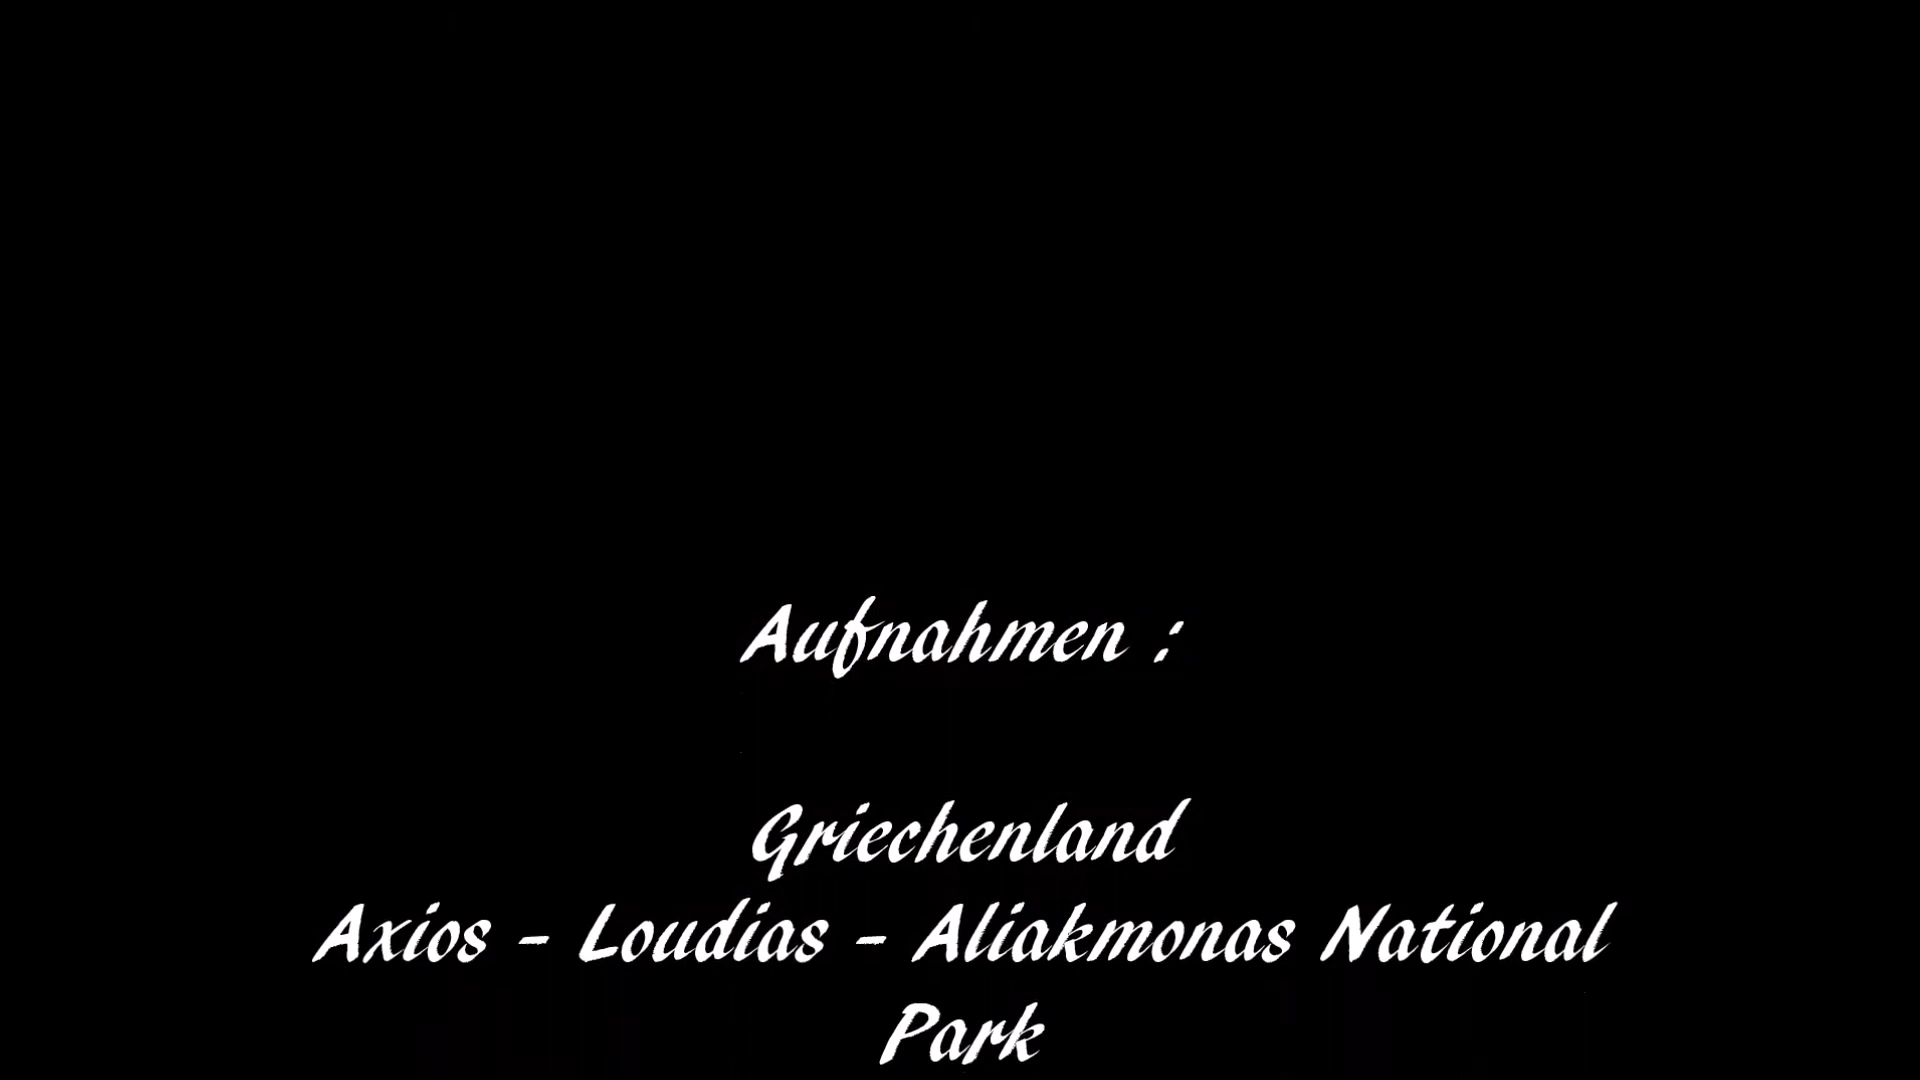 Aufnahmen :
Griechenland
Axios - Loudias - Aliakmonas National
Park